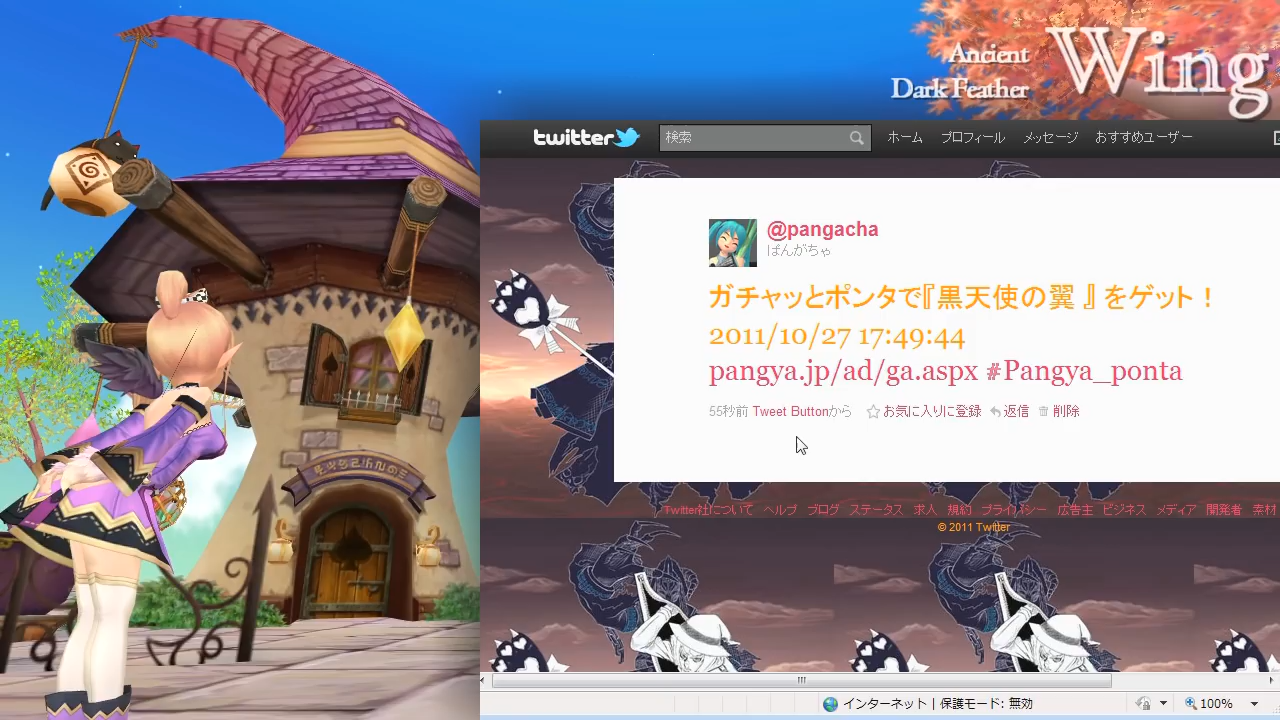 Ancient
Dark Feather
Wing
twitter
検索
ホーム プロフィール メッセージ おすすめユーザー
@pangacha
ぱんがちゃ
ガチャッとポンタで『黒天使の翼 』をゲット！
2011/10/27 17:49:44
pangya.jp/ad/ga.aspx #Pangya_ponta
55秒前 Tweet Buttonから お気に入りに登録 返信 削除
Twitter社について ヘルプ ブログ ステータス 求人 規約 プライバシー 広告主 ビジネス メディア 開発者 素材
© 2011 Twitter
インターネット | 保護モード: 無効
100%